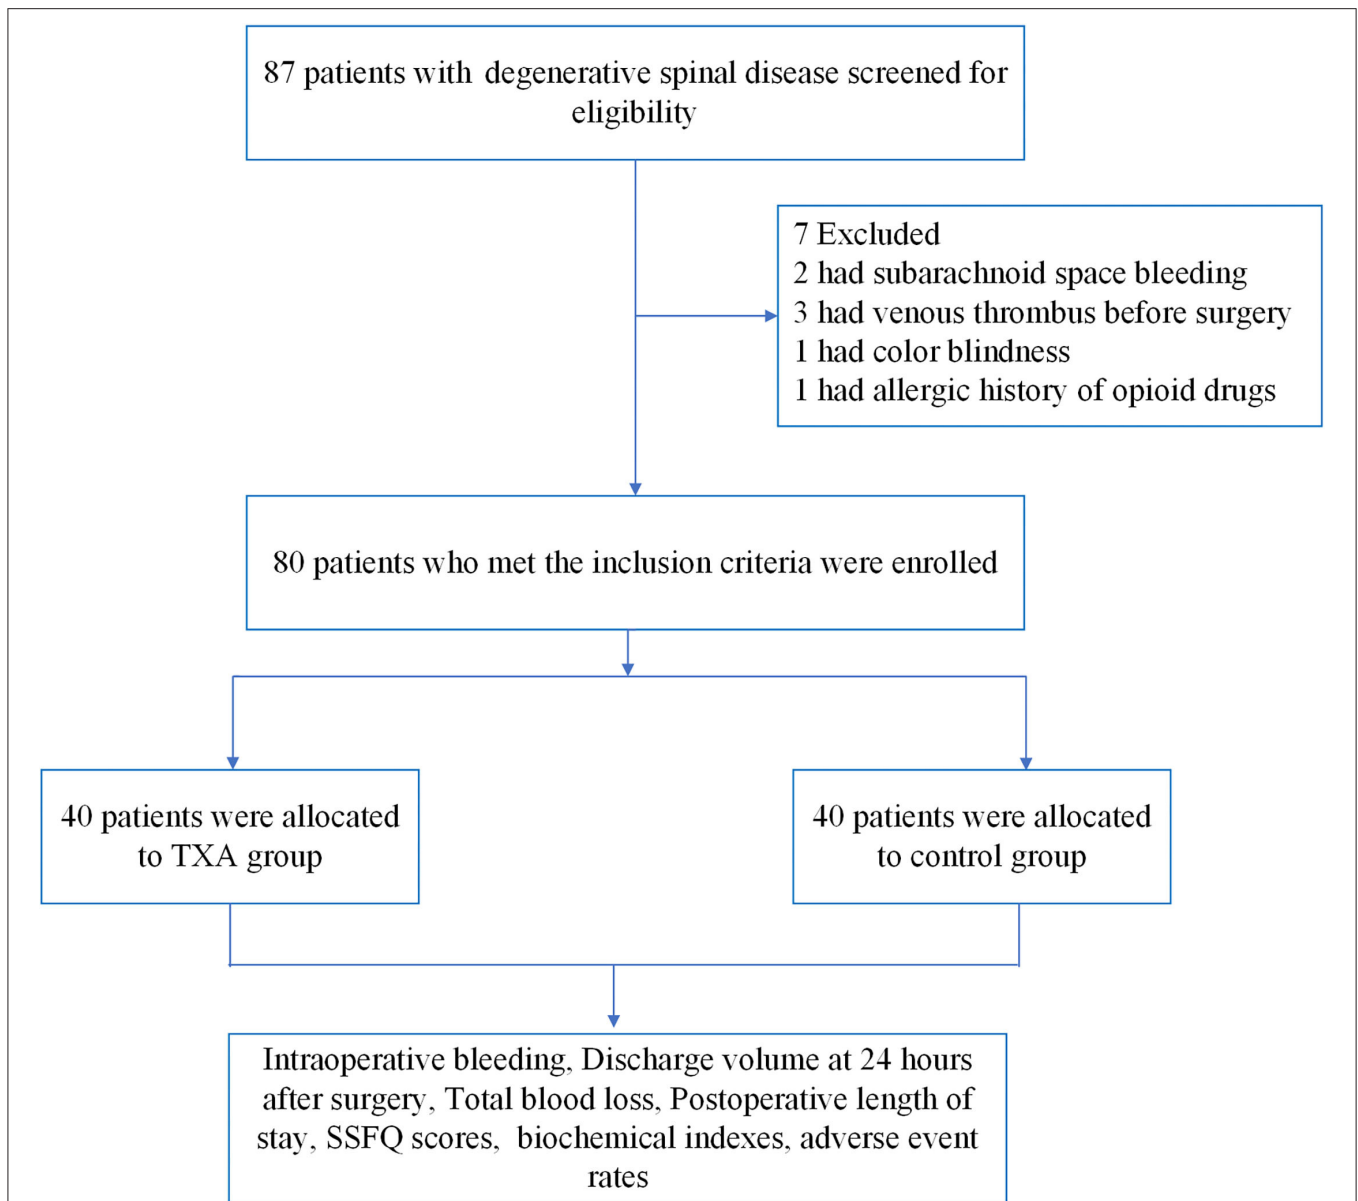 87 patients with degenerative spinal disease screened for
eligibility
7 Excluded
2 had subarachnoid space bleeding
3 had venous thrombus before surgery
1 had color blindness
1 had allergic history of opioid drugs
80 patients who met the inclusion criteria were enrolled
40 patients were allocated
to TXA group
40 patients were allocated
to control group
Intraoperative bleeding, Discharge volume at 24 hours
after surgery, Total blood loss, Postoperative length of
stay, SSFQ scores, biochemical indexes, adverse event
rates